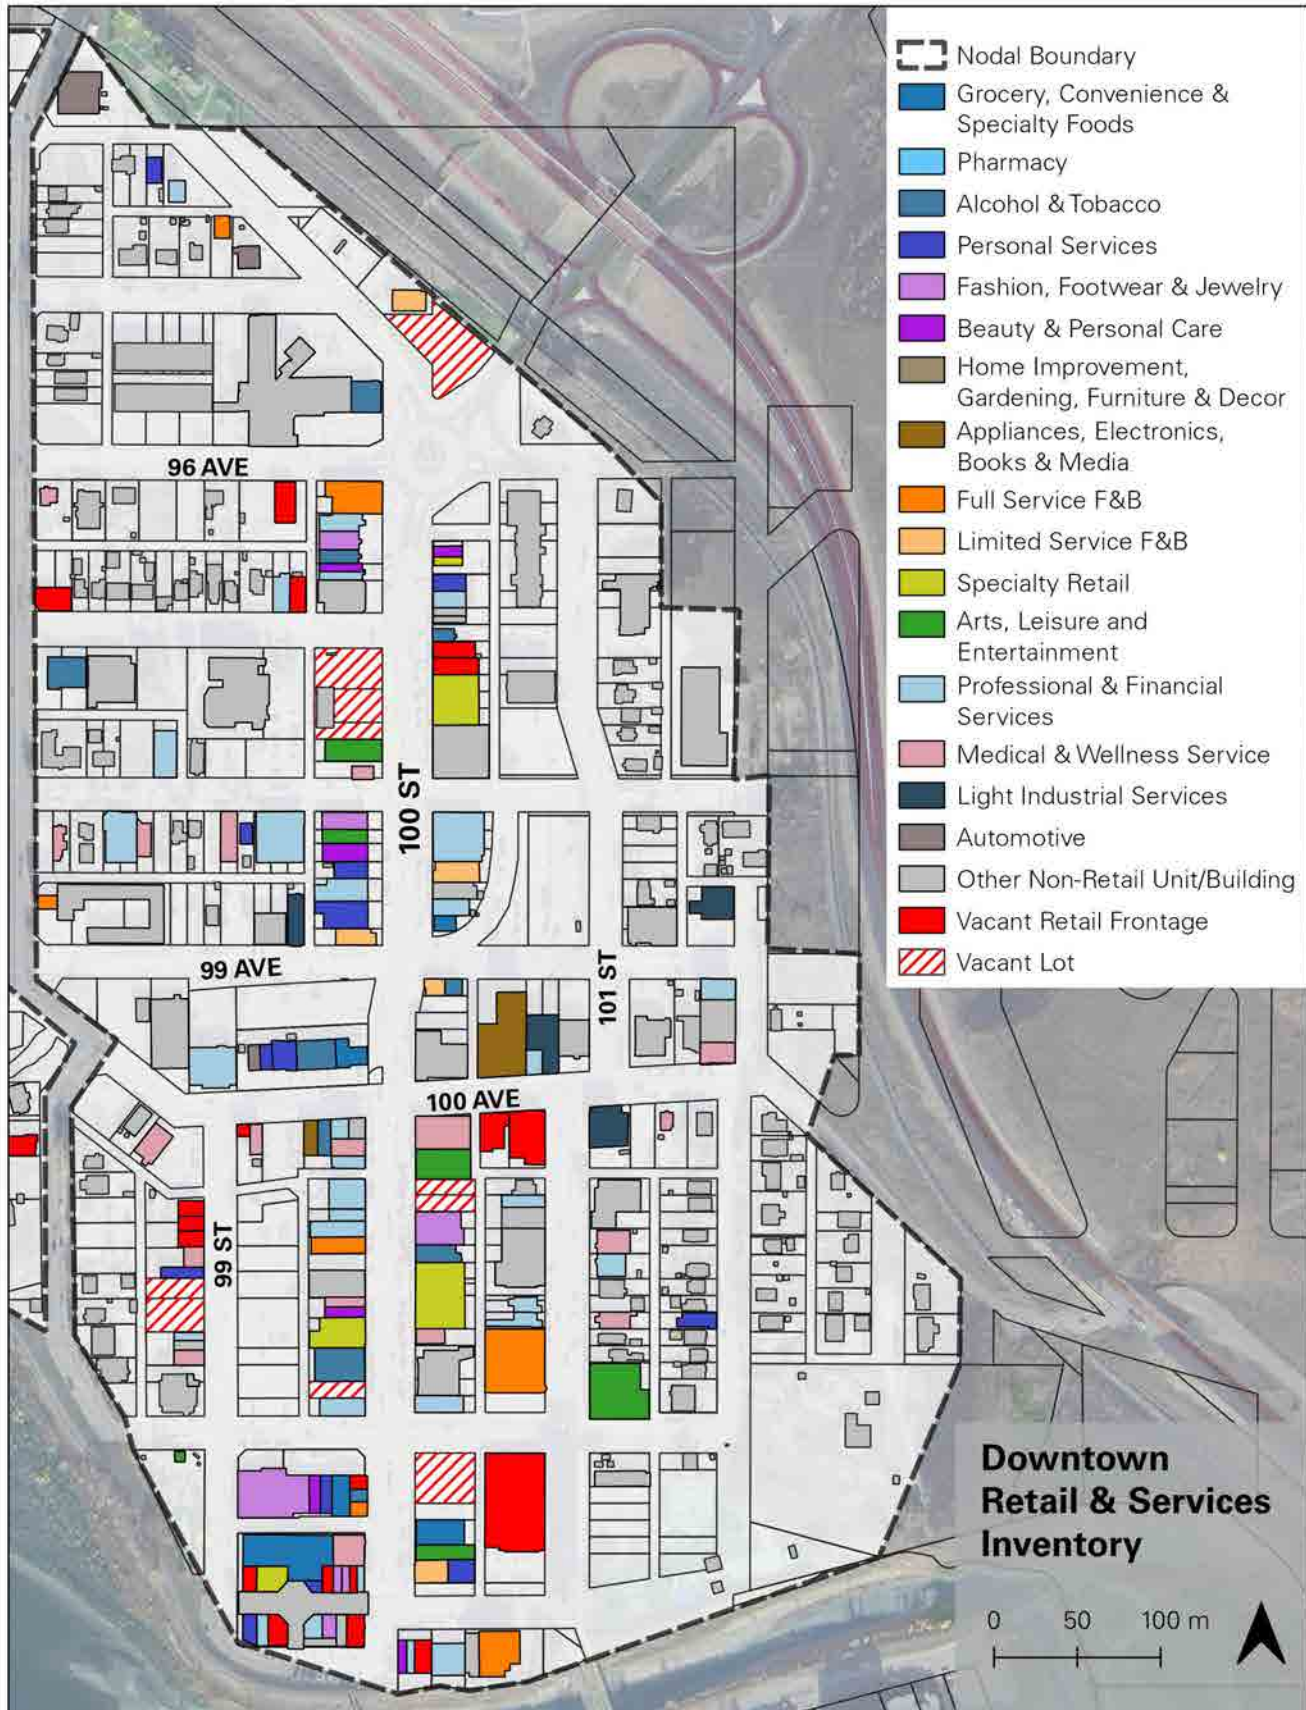 Nodal Boundary
Grocery, Convenience &
Specialty Foods
Pharmacy
Alcohol & Tobacco
Personal Services
Fashion, Footwear & Jewelry
Beauty & Personal Care
Home Improvement,
Gardening, Furniture & Decor
Appliances, Electronics,
Books & Media
Full Service F&B
Limited Service F&B
Specialty Retail
Arts, Leisure and
Entertainment
Professional & Financial
Services
Medical & Wellness Service
Light Industrial Services
Automotive
Other Non-Retail Unit/Building
Vacant Retail Frontage
Vacant Lot
96 AVE
100 ST
99 AVE
101 ST
100 AVE
99 ST
Downtown
Retail & Services
Inventory
0 50 100 m